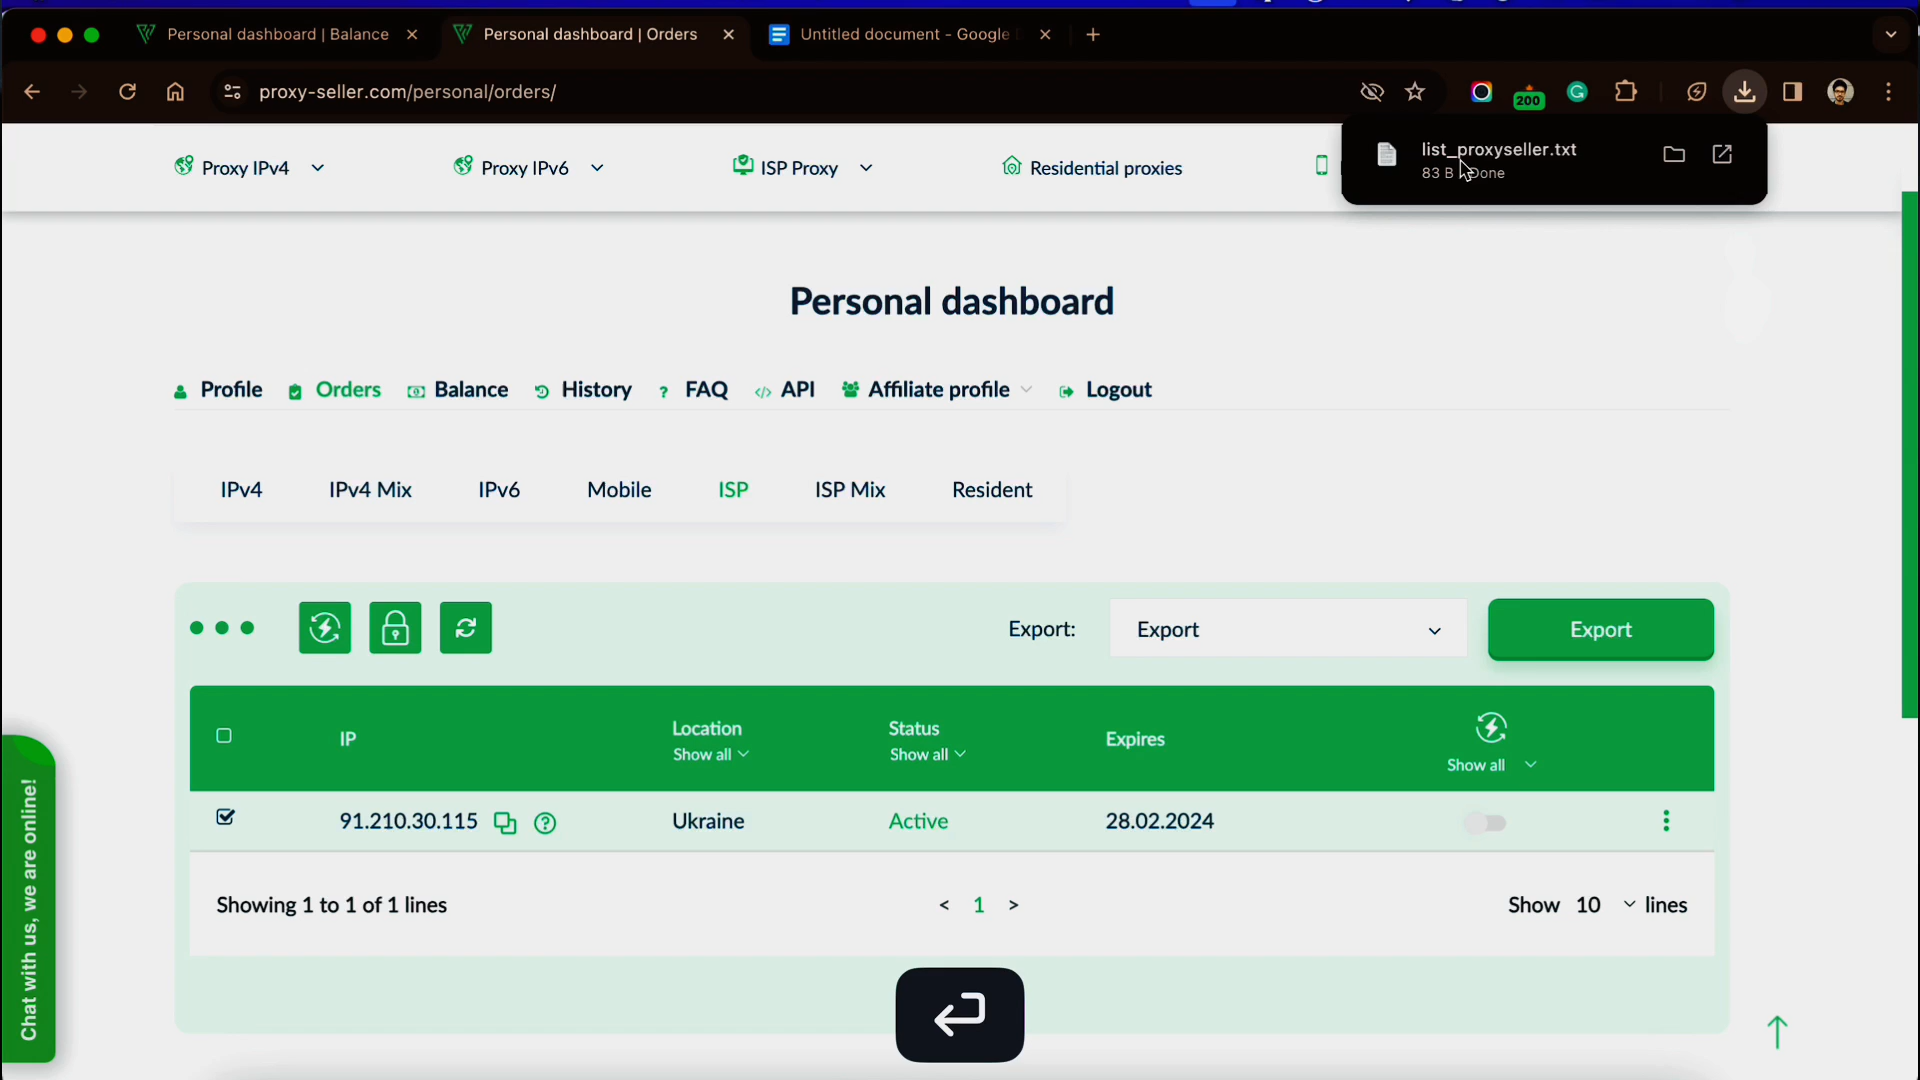 Personal dashboard | Balance
Personal dashboard | Orders
Untitled document - Google
proxy-seller.com/personal/orders/
200
list_proxyseller.txt
83 B Done
Proxy IPv4
Proxy IPv6
ISP Proxy
Residential proxies
Personal dashboard
Profile
Orders
Balance
History
FAQ
API
Affiliate profile
Logout
IPv4
IPv4 Mix
IPv6
Mobile
ISP
ISP Mix
Resident
Export:
Export
Export
IP
Location
Show all
Status
Show all
Expires
Show all
91.210.30.115
Ukraine
Active
28.02.2024
Showing 1 to 1 of 1 lines
< 1 >
Show 10 lines
Chat with us, we are online!